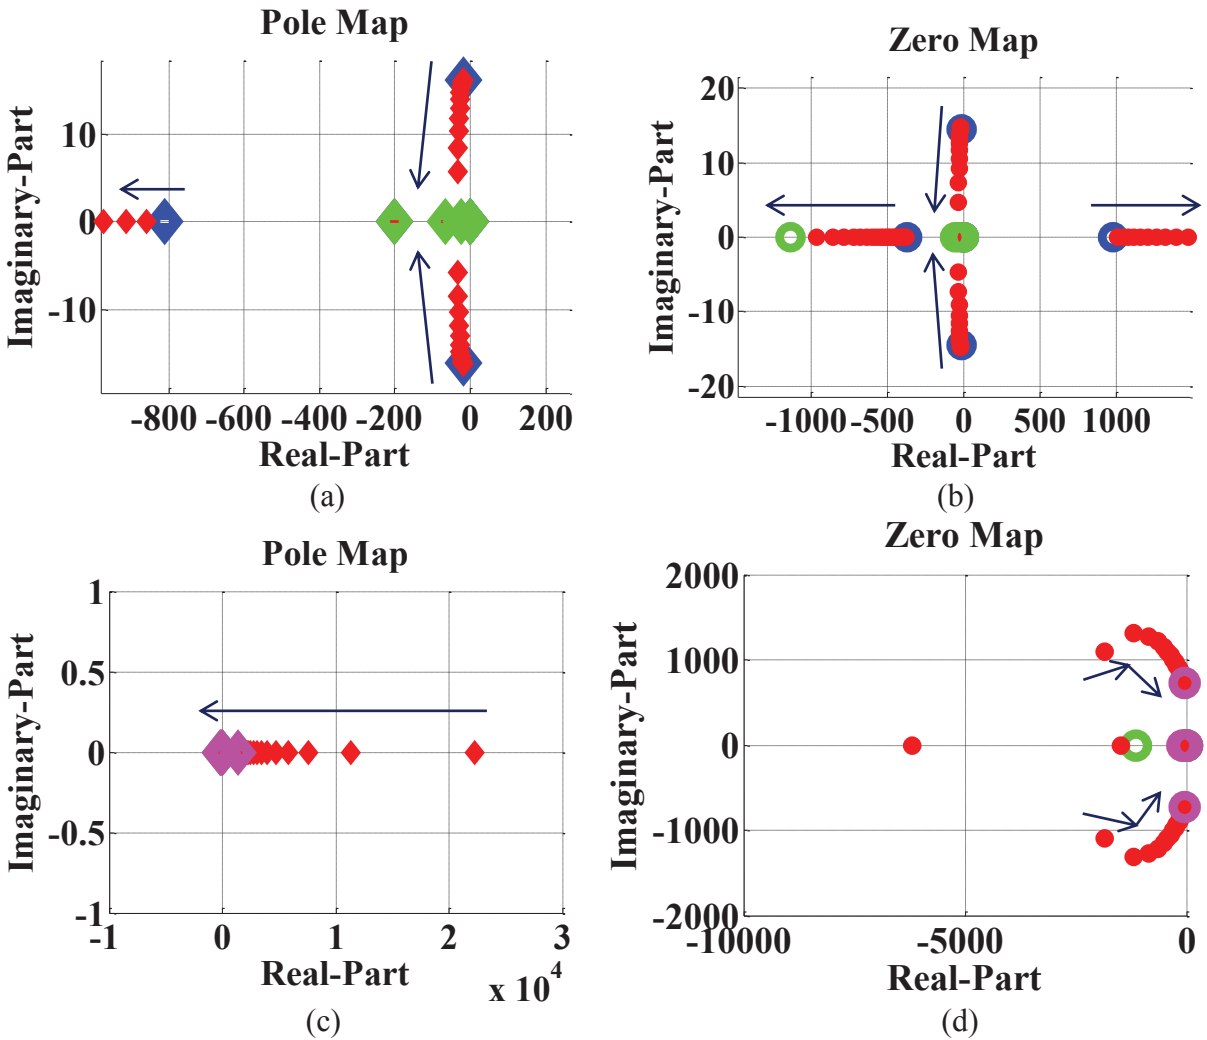 Pole Map
Imaginary-Part
10
0
-10
-800 -600 -400 -200 0 200
Real-Part
(a)
Zero Map
Imaginary-Part
20
10
0
-10
-20
-1000 -500 0 500 1000
Real-Part
(b)
Pole Map
Imaginary-Part
1
0.5
0
-0.5
-1
-1 0 1 2 3
Real-Part
x 10^4
(c)
Zero Map
Imaginary-Part
2000
1000
0
-1000
-2000
-10000 -5000 0
Real-Part
(d)